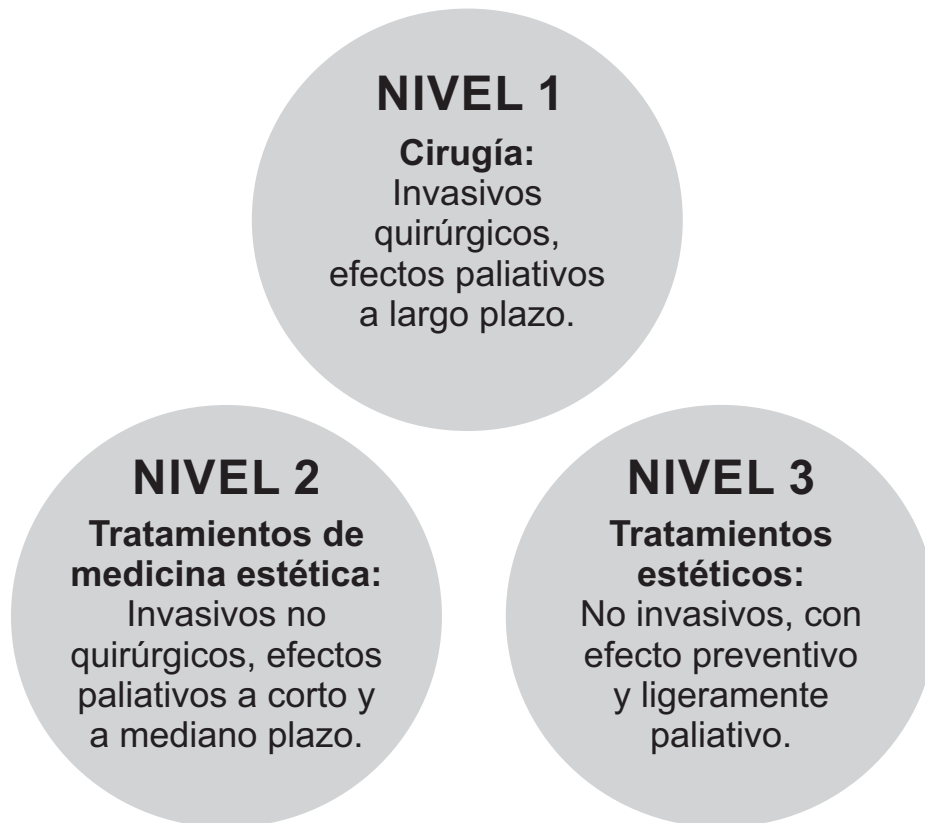 NIVEL 1
Cirugía:
Invasivos
quirúrgicos,
efectos paliativos
a largo plazo.
NIVEL 2
Tratamientos de
medicina estética:
Invasivos no
quirúrgicos, efectos
paliativos a corto y
a mediano plazo.
NIVEL 3
Tratamientos
estéticos:
No invasivos, con
efecto preventivo
y ligeramente
paliativo.